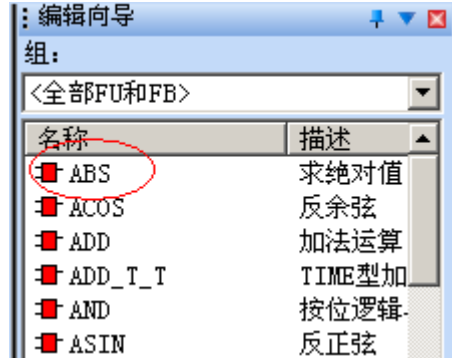 编辑向导
组:
<全部FU和FB>
名称 描述
ABS 求绝对值
ACOS 反余弦
ADD 加法运算
ADD_T_T TIME型加
AND 按位逻辑
ASIN 反正弦